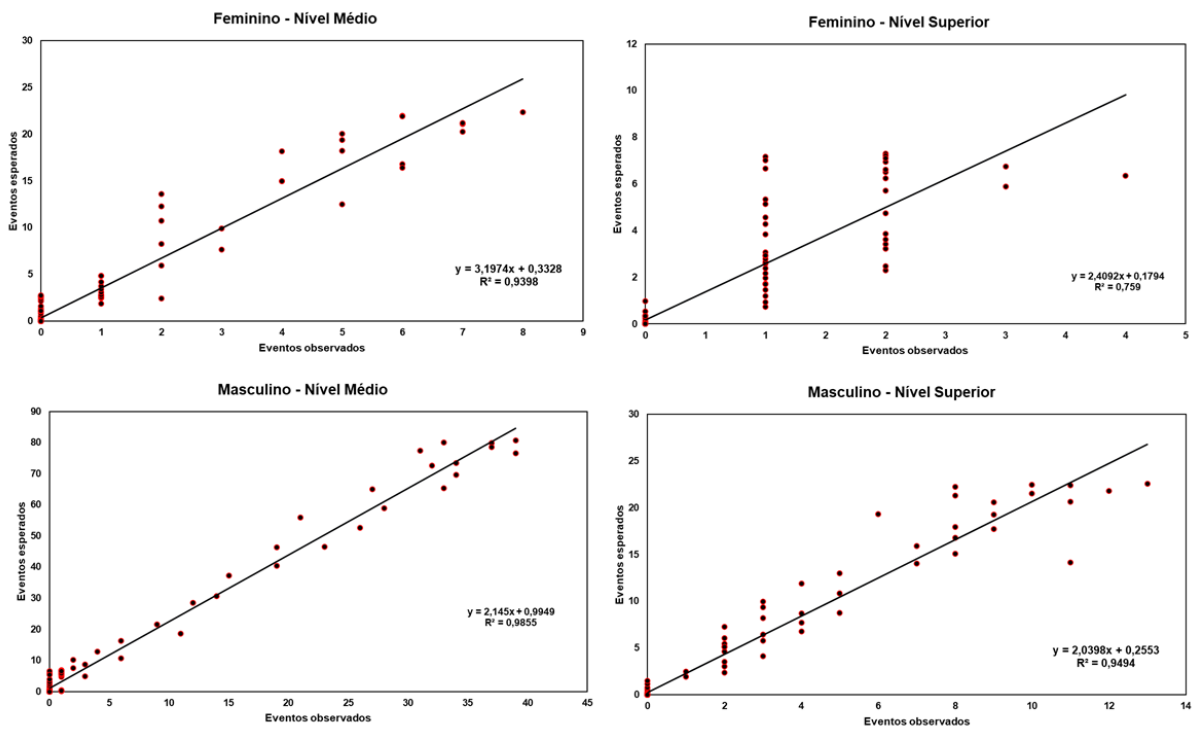 Feminino - Nível Médio
30
25
20
15
10
5
0
0 1 2 3 4 5 6 7 8 9
Eventos esperados
Eventos observados
y = 3,1974x + 0,3328
R² = 0,9398
Feminino - Nível Superior
12
10
8
6
4
2
0
0 1 1 2 2 3 3 4 4 5
Eventos esperados
Eventos observados
y = 2,4092x + 0,1794
R² = 0,759
Masculino - Nível Médio
90
80
70
60
50
40
30
20
10
0
0 5 10 15 20 25 30 35 40 45
Eventos esperados
Eventos observados
y = 2,145x + 0,9949
R² = 0,9855
Masculino - Nível Superior
30
25
20
15
10
5
0
0 2 4 6 8 10 12 14
Eventos esperados
Eventos observados
y = 2,0398x + 0,2553
R² = 0,9494